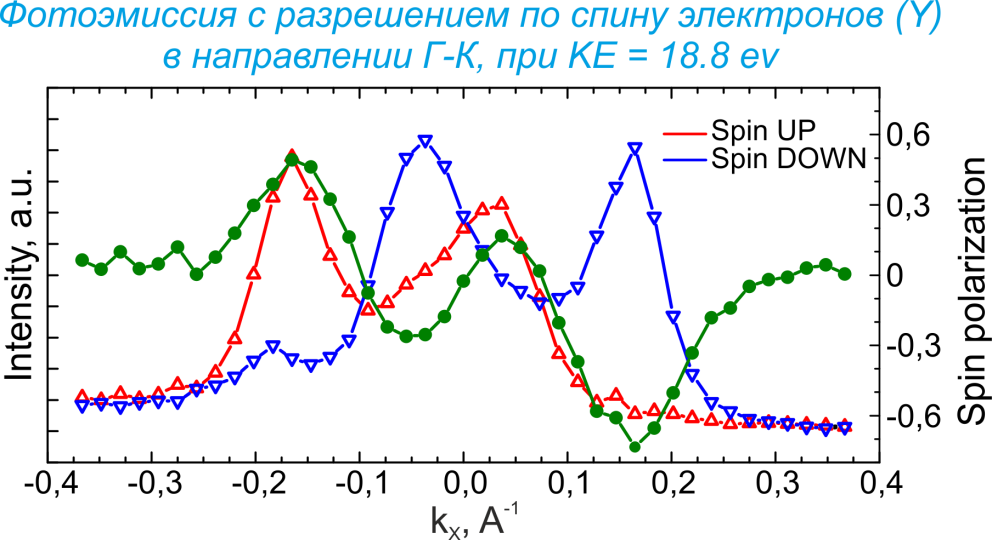 Фотоэмиссия с разрешением по спину электронов (Y)
в направлении Г-К, при KE = 18.8 ev
Spin UP
Spin DOWN
Intensity, a.u.
0,6
0,3
0
-0,3
-0,6
Spin polarization
-0,4 -0,3 -0,2 -0,1 0,0 0,1 0,2 0,3 0,4
kX, A-1